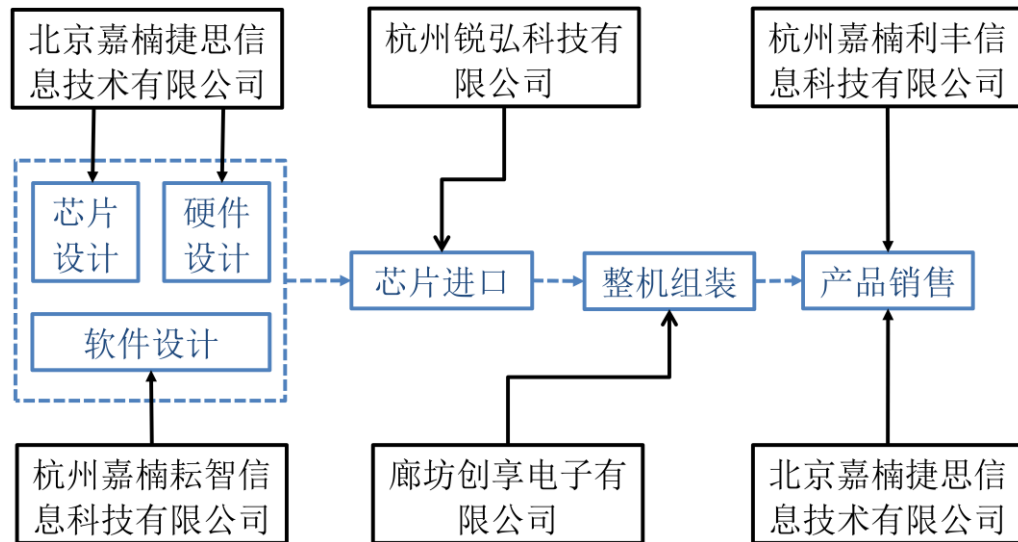 北京嘉楠捷思信
息技术有限公司
杭州锐弘科技有
限公司
杭州嘉楠利丰信
息科技有限公司
芯片
设计
硬件
设计
软件设计
芯片进口
整机组装
产品销售
杭州嘉楠耘智信
息科技有限公司
廊坊创享电子有
限公司
北京嘉楠捷思信
息技术有限公司